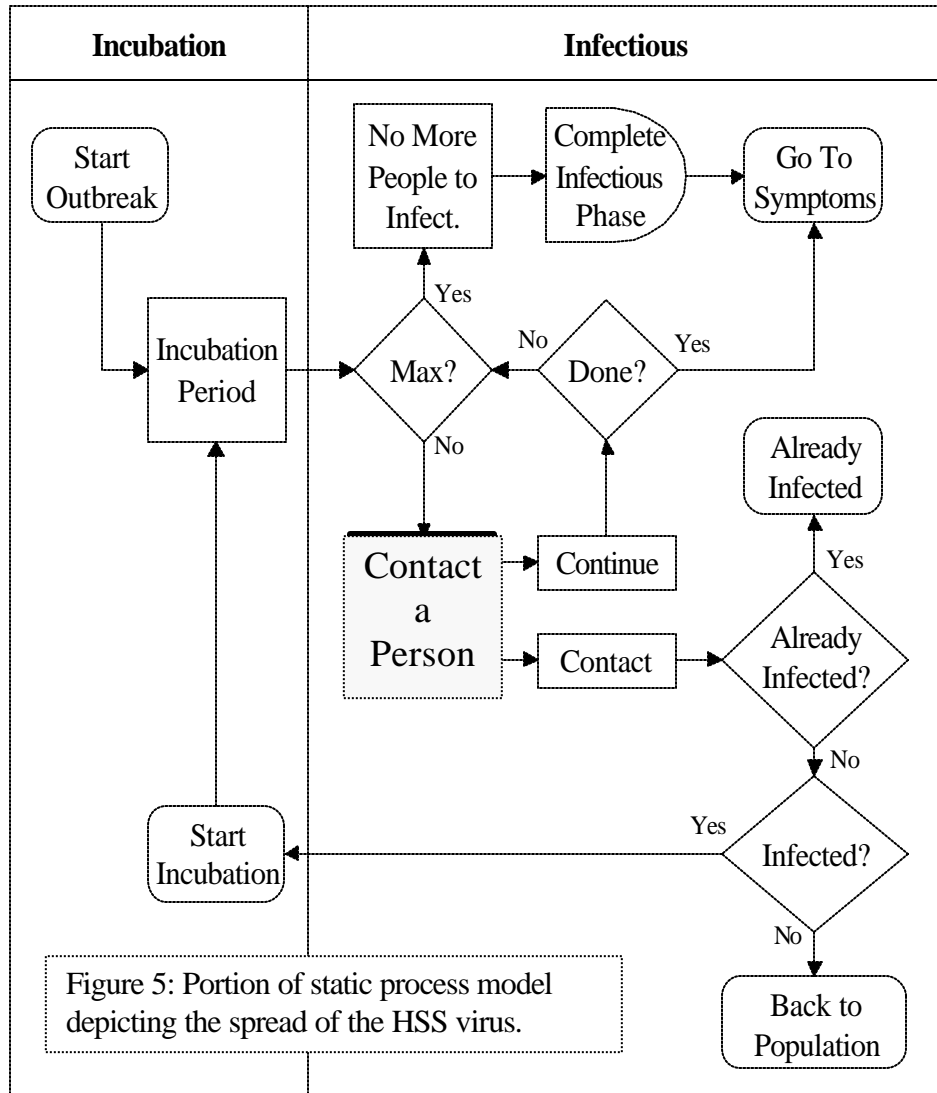 Incubation
Infectious
Start
Outbreak
No More
People to
Infect.
Complete
Infectious
Phase
Go To
Symptoms
Yes
Incubation
Period
Max?
No
Done?
Yes
No
Already
Infected
Contact
a
Person
Continue
Yes
Contact
Already
Infected?
No
Start
Incubation
Yes
Infected?
No
Figure 5: Portion of static process model
depicting the spread of the HSS virus.
Back to
Population